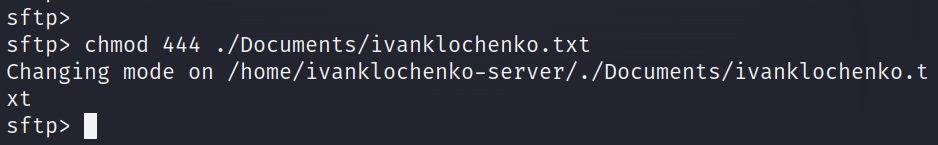 sftp>
sftp> chmod 444 ./Documents/ivanklochenko.txt
Changing mode on /home/ivanklochenko-server/./Documents/ivanklochenko.t
xt
sftp>